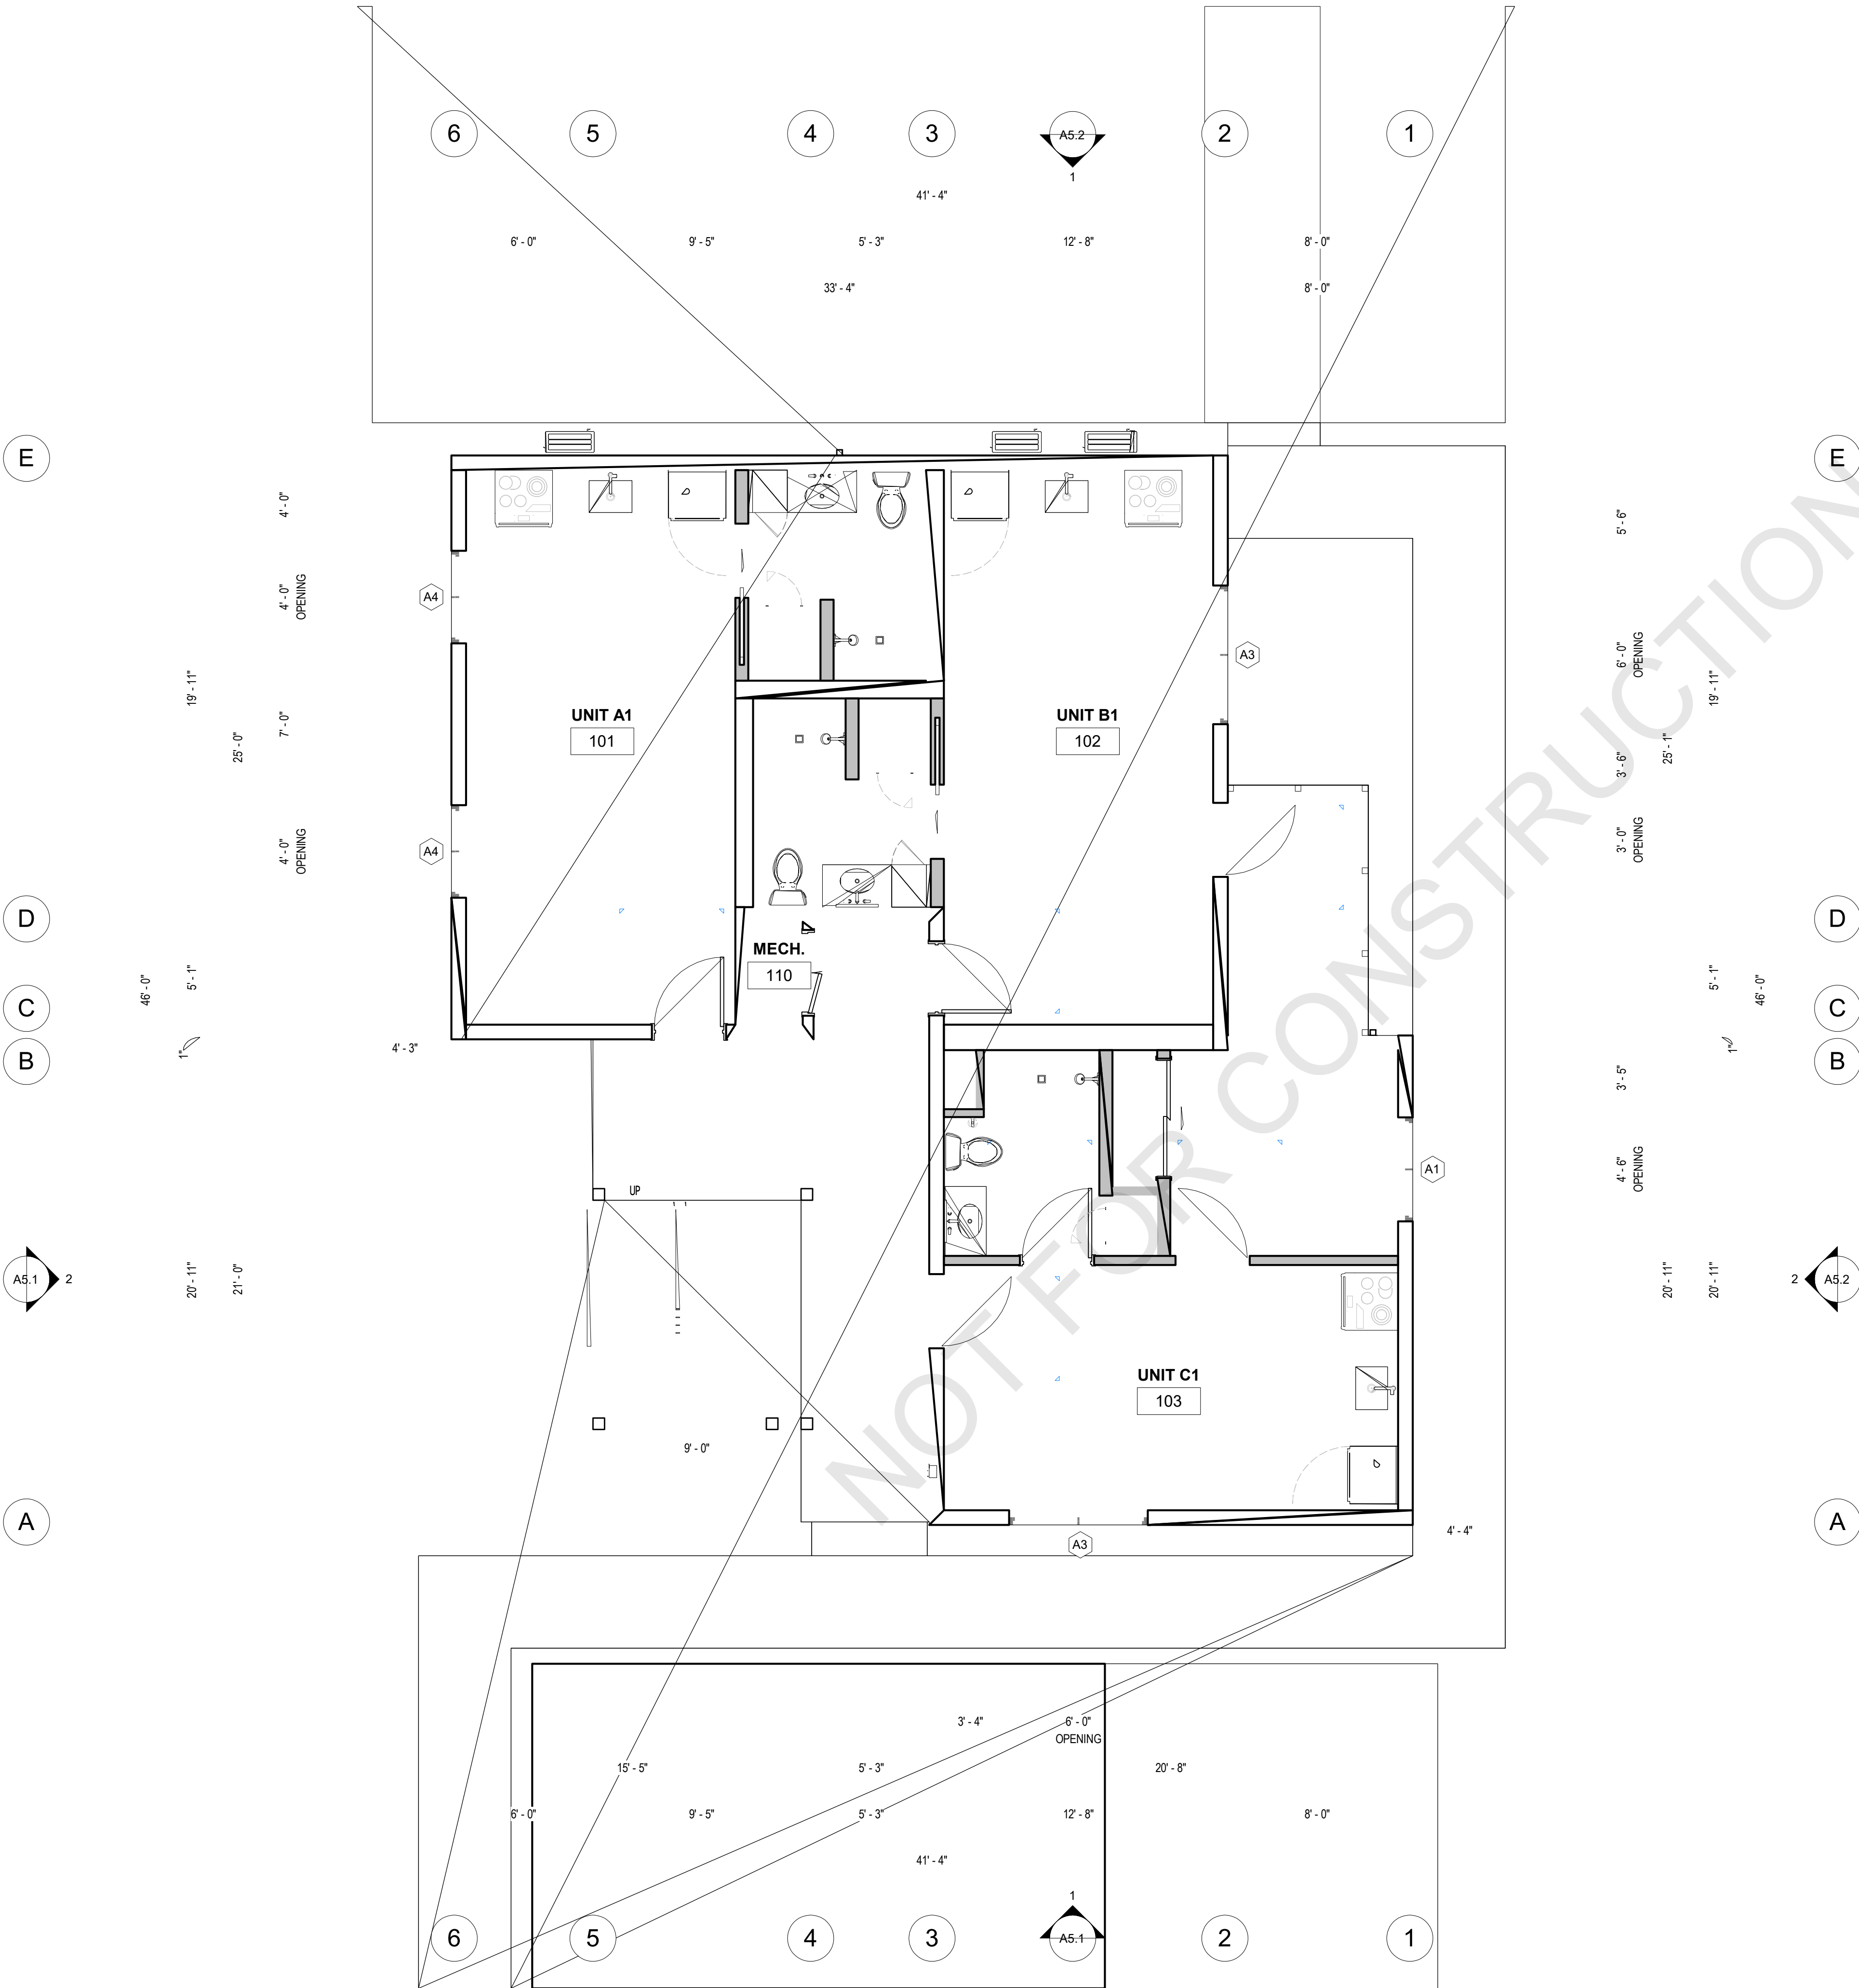 6 5 4 3 A5.2 2 1
1
41' - 4"
6' - 0" 9' - 5" 5' - 3" 12' - 8" 8' - 0"
33' - 4" 8' - 0"
E E
4' - 0" 5' - 6"
A4 4' - 0" OPENING 6' - 0" OPENING A3
19' - 11" 19' - 11"
UNIT A1 UNIT B1
101 102
7' - 0" 25' - 0" 3' - 6" 25' - 1"
A4 4' - 0" OPENING 3' - 0" OPENING
D D
MECH.
110
46' - 0" 5' - 1" 5' - 1" 46' - 0"
C C
B 1" 4' - 3" 1" B
3' - 5"
A1 4' - 6" OPENING
UP
A5.1 2 20' - 11" 21' - 0" 20' - 11" 20' - 11" 2 A5.2
UNIT C1
103
9' - 0"
A A
4' - 4"
A3
NOT FOR CONSTRUCTION
3' - 4" 6' - 0"
OPENING
15' - 5" 5' - 3" 20' - 8"
6' - 0" 9' - 5" 5' - 3" 12' - 8" 8' - 0"
41' - 4"
1
6 5 4 3 A5.1 2 1